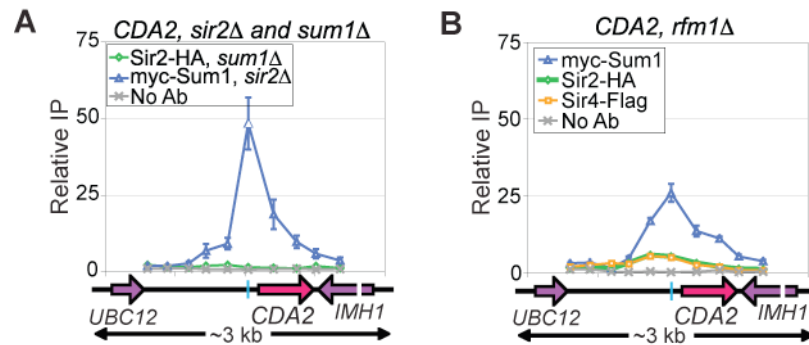 A
CDA2, sir2Δ and sum1Δ
75
50
25
0
Relative IP
Sir2-HA, sum1Δ
myc-Sum1, sir2Δ
No Ab
UBC12
CDA2
IMH1
~3 kb
B
CDA2, rfm1Δ
75
50
25
0
Relative IP
myc-Sum1
Sir2-HA
Sir4-Flag
No Ab
UBC12
CDA2
IMH1
~3 kb